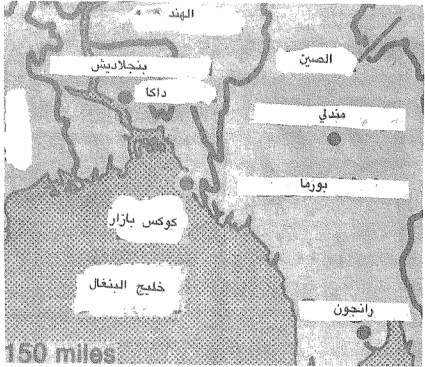 الهند
بنجلاديش
الصين
داكا
مندلي
بورما
كوكس بازار
خليج البنغال
رانجون
150 miles